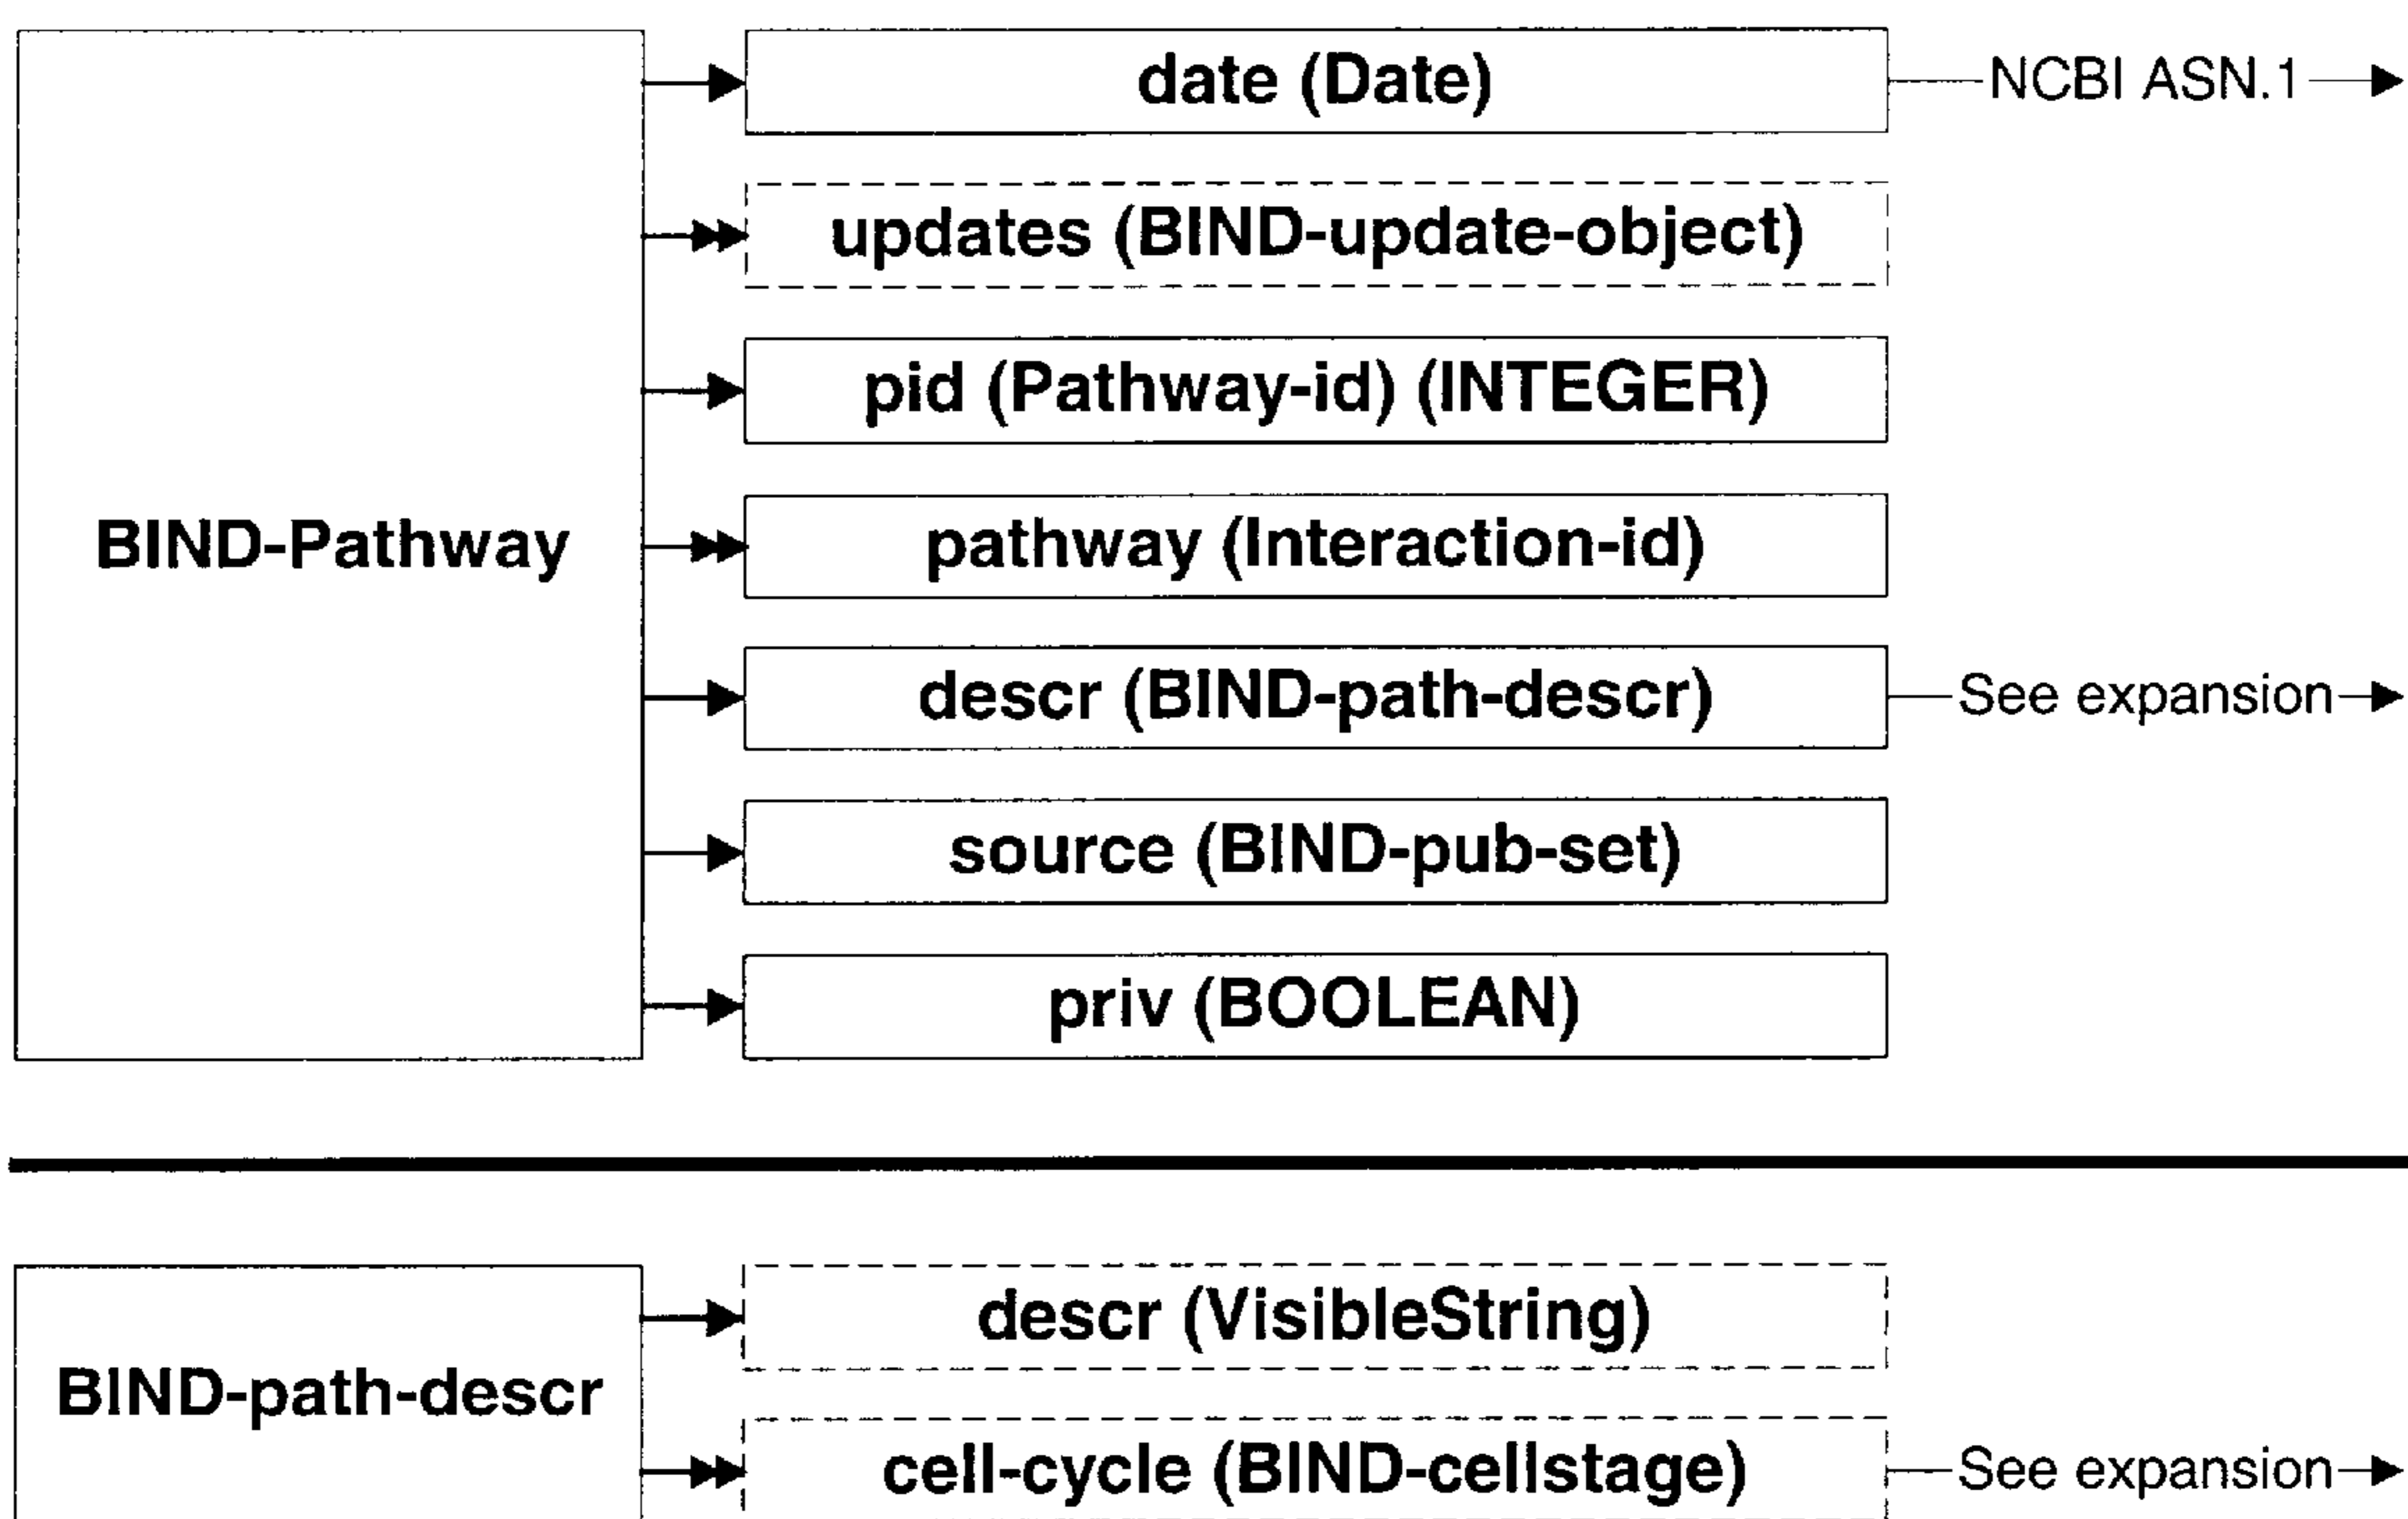 date (Date)
NCBI ASN.1
updates (BIND-update-object)
pid (Pathway-id) (INTEGER)
BIND-Pathway
pathway (Interaction-id)
descr (BIND-path-descr)
See expansion
source (BIND-pub-set)
priv (BOOLEAN)
descr (VisibleString)
BIND-path-descr
cell-cycle (BIND-cellstage)
See expansion